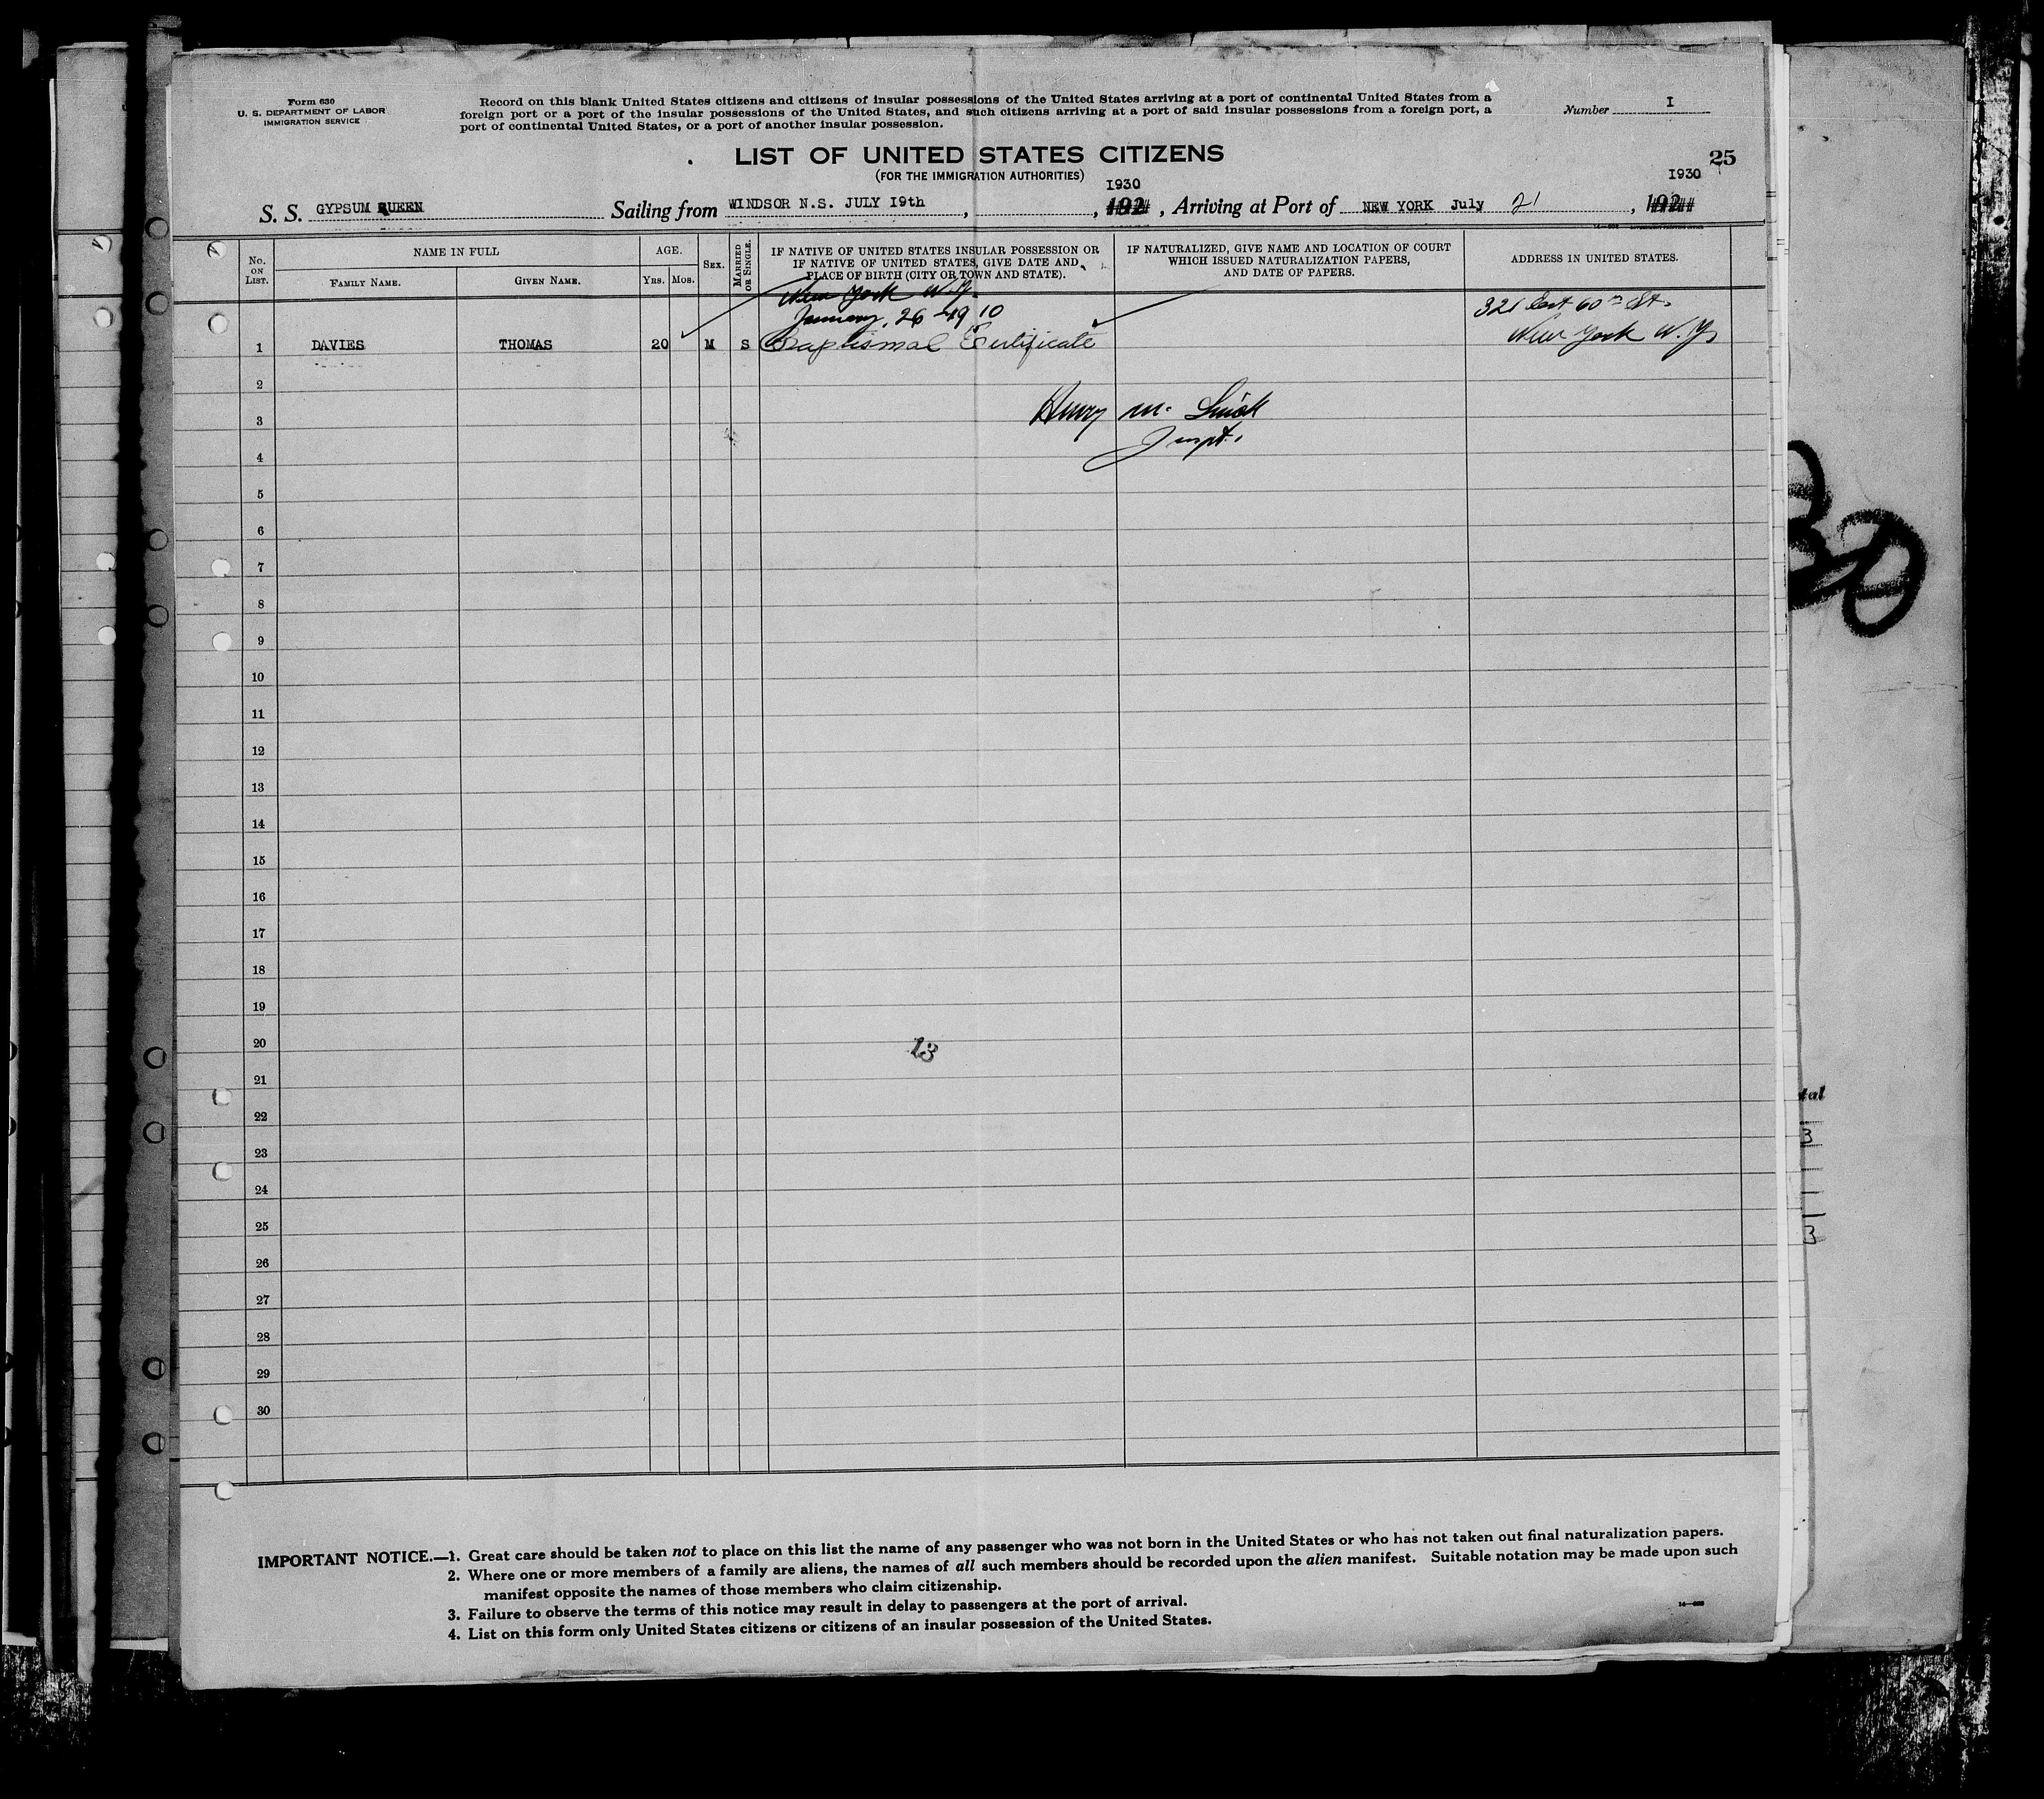 Form 630
U. S. DEPARTMENT OF LABOR
IMMIGRATION SERVICE
Record on this blank United States citizens and citizens of insular possessions of the United States arriving at a port of continental United States from a
foreign port or a port of the insular possessions of the United States, and such citizens arriving at a port of said insular possessions from a foreign port, a
port of continental United States, or a port of another insular possession.
Number I
LIST OF UNITED STATES CITIZENS
25
(FOR THE IMMIGRATION AUTHORITIES)
1930 1930
S. S. GYPSUM QUEEN Sailing from WINDSOR N.S. JULY 19th, , 192 , Arriving at Port of NEW YORK July 21 , 192
No. ON LIST.
NAME IN FULL
FAMILY NAME. GIVEN NAME.
AGE.
YRS. MOS.
SEX.
MARRIED OR SINGLE.
IF NATIVE OF UNITED STATES INSULAR POSSESSION OR
IF NATIVE OF UNITED STATES, GIVE DATE AND
PLACE OF BIRTH (CITY OR TOWN AND STATE).
IF NATURALIZED, GIVE NAME AND LOCATION OF COURT
WHICH ISSUED NATURALIZATION PAPERS,
AND DATE OF PAPERS.
ADDRESS IN UNITED STATES.
New York N.Y.
January. 26 1910
321 East 60th St.
1 DAVIES THOMAS 20 M S Baptismal Certificate New York N.Y.
2
Henry M.
3
Inspt.
4
5
6
7
8
9
10
11
12
13
14
15
16
17
18
19
20
13
21
22
23
24
25
26
27
28
29
30
30
tal
3
3
IMPORTANT NOTICE.—1. Great care should be taken not to place on this list the name of any passenger who was not born in the United States or who has not taken out final naturalization papers.
2. Where one or more members of a family are aliens, the names of all such members should be recorded upon the alien manifest. Suitable notation may be made upon such
manifest opposite the names of those members who claim citizenship.
3. Failure to observe the terms of this notice may result in delay to passengers at the port of arrival.
4. List on this form only United States citizens or citizens of an insular possession of the United States.